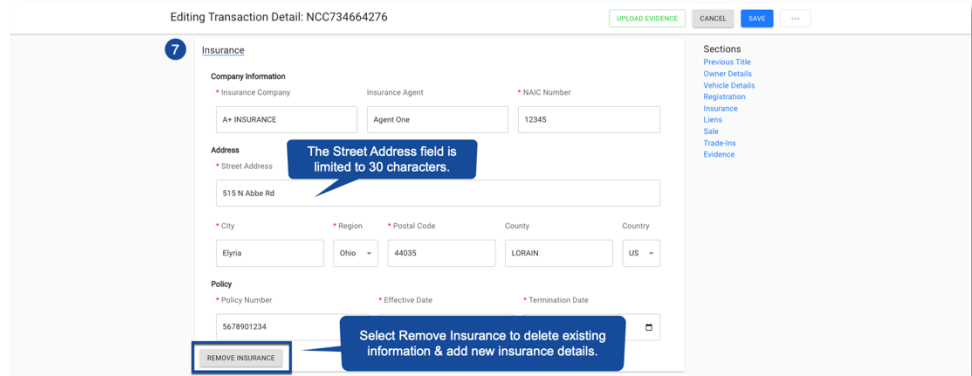 Editing Transaction Detail: NCC734664276
UPLOAD EVIDENCE
CANCEL
SAVE
...
7
Insurance
Company Information
* Insurance Company
Insurance Agent
* NAIC Number
A+ INSURANCE
Agent One
12345
Address
The Street Address field is
limited to 30 characters.
* Street Address
515 N Abbe Rd
* City
* Region
* Postal Code
County
Country
Elyria
Ohio
44035
LORAIN
US
Policy
* Policy Number
* Effective Date
* Termination Date
5678901234
Select Remove Insurance to delete existing
information & add new insurance details.
REMOVE INSURANCE
Sections
Previous Title
Owner Details
Vehicle Details
Registration
Insurance
Liens
Sale
Trade-Ins
Evidence